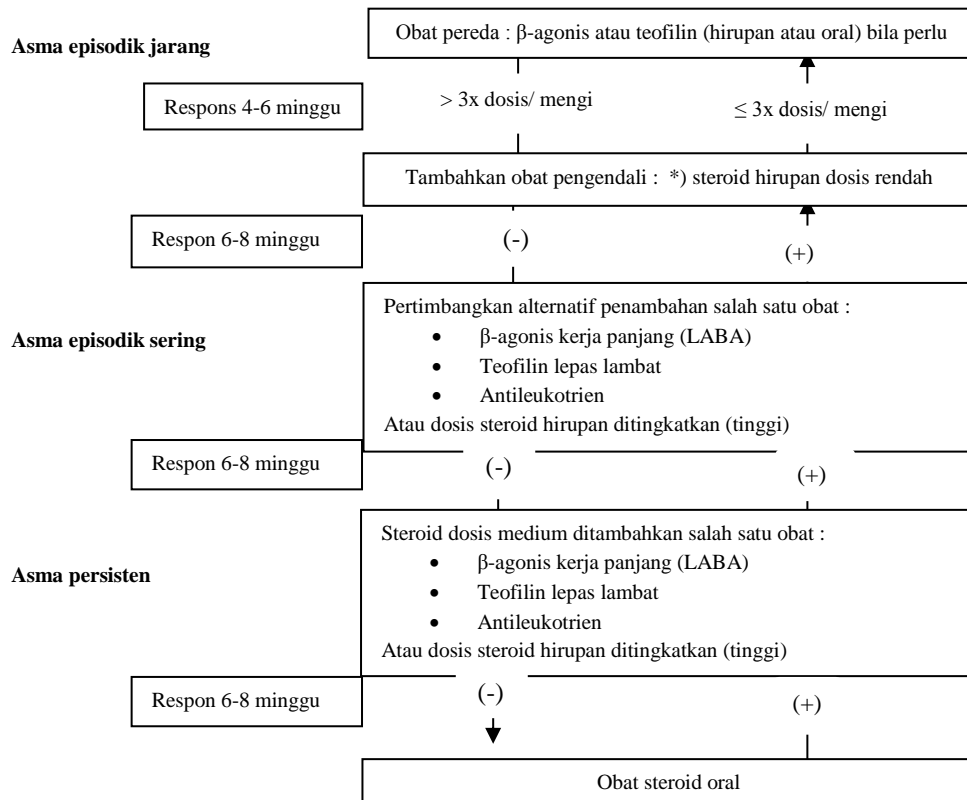 Obat pereda : β-agonis atau teofilin (hirupan atau oral) bila perlu
Asma episodik jarang
Respons 4-6 minggu
> 3x dosis/ mengi
≤ 3x dosis/ mengi
Tambahkan obat pengendali : *) steroid hirupan dosis rendah
Respon 6-8 minggu
(-)
(+)
Pertimbangkan alternatif penambahan salah satu obat :
Asma episodik sering
• β-agonis kerja panjang (LABA)
• Teofilin lepas lambat
• Antileukotrien
Atau dosis steroid hirupan ditingkatkan (tinggi)
Respon 6-8 minggu
(-)
(+)
Steroid dosis medium ditambahkan salah satu obat :
• β-agonis kerja panjang (LABA)
Asma persisten
• Teofilin lepas lambat
• Antileukotrien
Atau dosis steroid hirupan ditingkatkan (tinggi)
Respon 6-8 minggu
(-)
(+)
Obat steroid oral